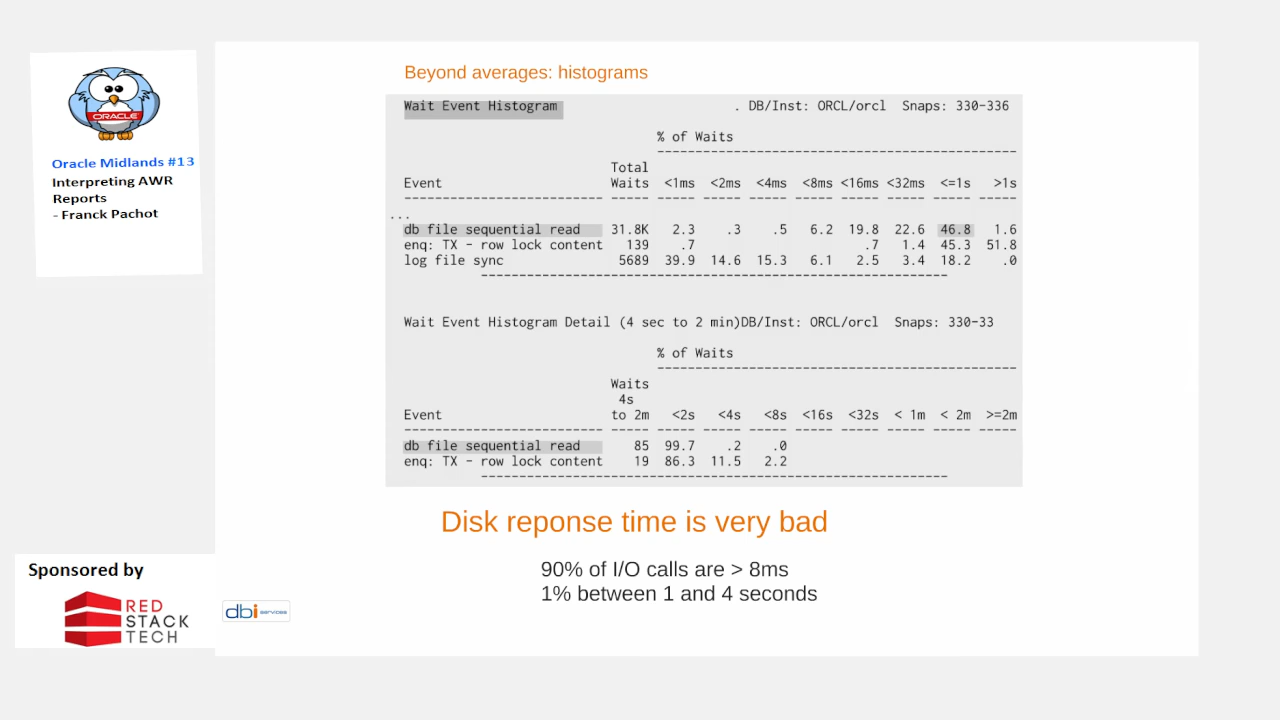 ORACLE
Oracle Midlands #13
Interpreting AWR
Reports
- Franck Pachot
Beyond averages: histograms
Wait Event Histogram . DB/Inst: ORCL/orcl Snaps: 330-336
% of Waits
-----------------------------------------------
Total
Event Waits <1ms <2ms <4ms <8ms <16ms <32ms <=1s >1s
-------------------------- ----- ----- ----- ----- ----- ----- ----- ----- -----
...
db file sequential read 31.8K 2.3 .3 .5 6.2 19.8 22.6 46.8 1.6
enq: TX - row lock content 139 .7 .7 1.4 45.3 51.8
log file sync 5689 39.9 14.6 15.3 6.1 2.5 3.4 18.2 .0
-------------------------------------------------------------
Wait Event Histogram Detail (4 sec to 2 min)DB/Inst: ORCL/orcl Snaps: 330-33
% of Waits
-----------------------------------------------
Waits
4s
Event to 2m <2s <4s <8s <16s <32s < 1m < 2m >=2m
-------------------------- ----- ----- ----- ----- ----- ----- ----- ----- -----
db file sequential read 85 99.7 .2 .0
enq: TX - row lock content 19 86.3 11.5 2.2
-------------------------------------------------------------
Disk reponse time is very bad
90% of I/O calls are > 8ms
1% between 1 and 4 seconds
Sponsored by
RED
STACK
TECH
dbi services